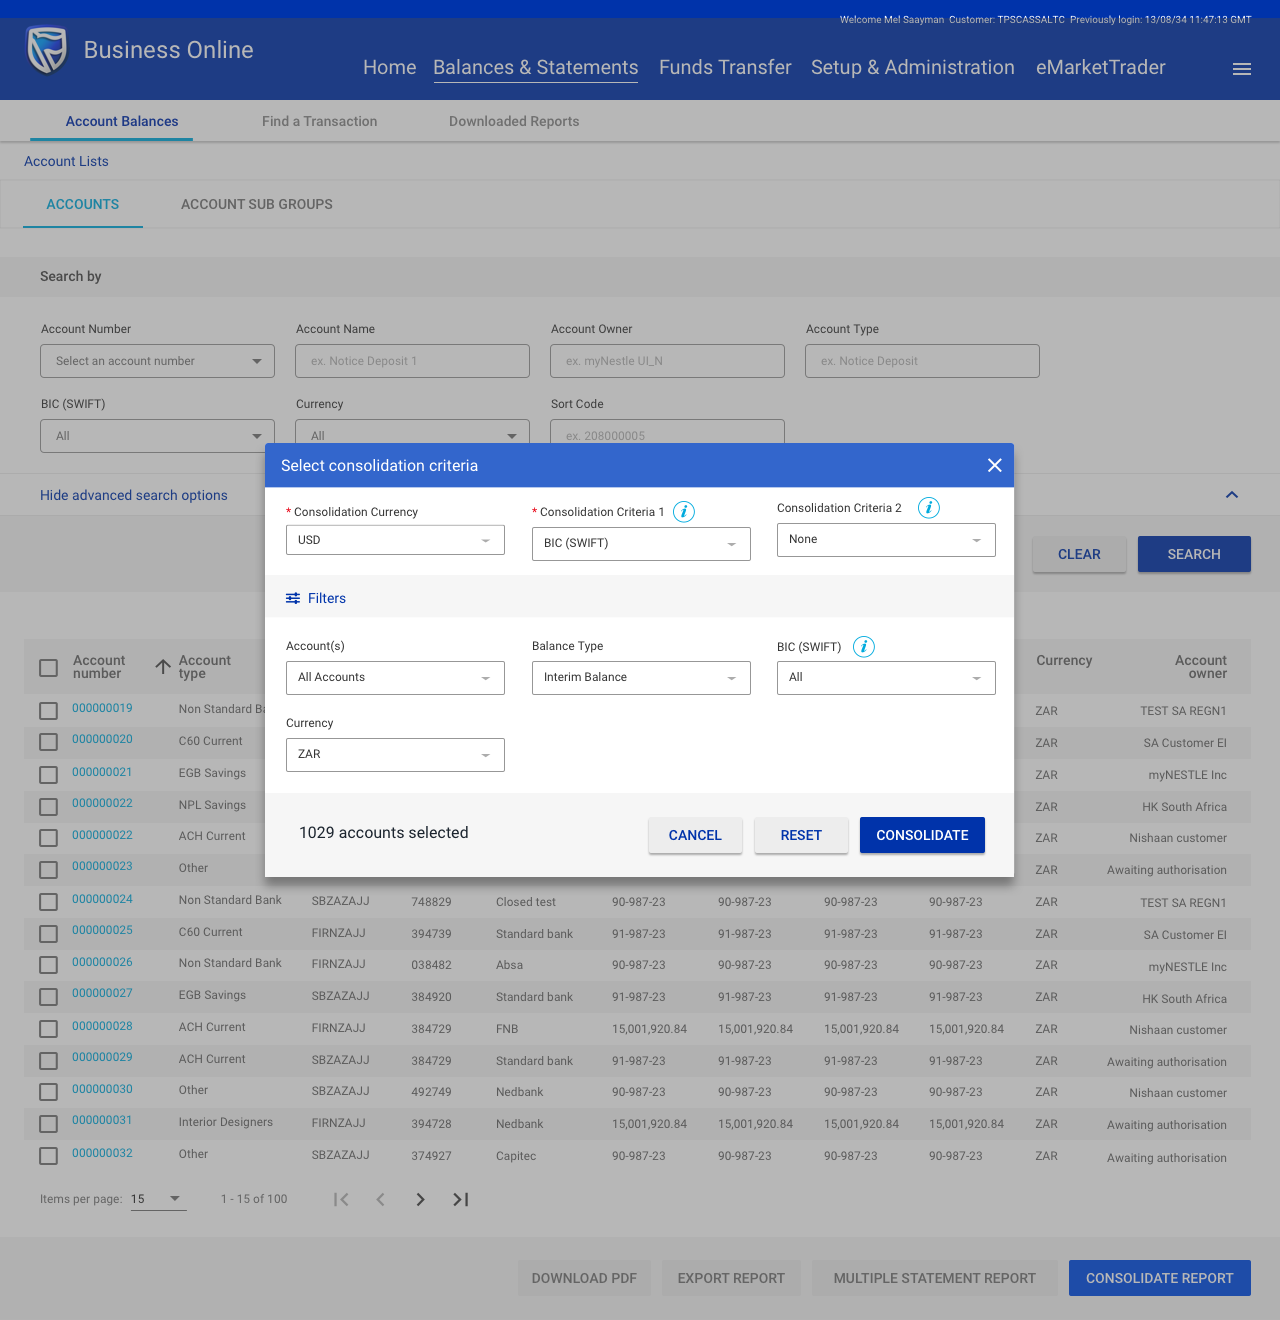 Welcome Mel Saayman  Customer: TPSCASSALTC  Previously login: 13/08/34 11:47:13 GMT
Business Online
Home  Balances & Statements  Funds Transfer  Setup & Administration  eMarketTrader
Account Balances  Find a Transaction  Downloaded Reports
Account Lists
ACCOUNTS  ACCOUNT SUB GROUPS
Search by
Account Number  Account Name  Account Owner  Account Type
Select an account number  ex. Notice Deposit 1  ex. myNestle UI_N  ex. Notice Deposit
BIC (SWIFT)  Currency  Sort Code
All  All  ex. 208000005
Hide advanced search options
CLEAR  SEARCH
Select consolidation criteria
* Consolidation Currency  * Consolidation Criteria 1  i  Consolidation Criteria 2  i
USD  BIC (SWIFT)  None
Filters
Account(s)  Balance Type  BIC (SWIFT)  i
All Accounts  Interim Balance  All
Currency
ZAR
1029 accounts selected  CANCEL  RESET  CONSOLIDATE
Account number  Account type  Currency  Account owner
000000019  Non Standard  ZAR  TEST SA REGN1
000000020  C60 Current  ZAR  SA Customer EI
000000021  EGB Savings  ZAR  myNESTLE Inc
000000022  NPL Savings  ZAR  HK South Africa
000000022  ACH Current  ZAR  Nishaan customer
000000023  Other  ZAR  Awaiting authorisation
000000024  Non Standard Bank  SBZAZAJJ  748829  Closed test  90-987-23  90-987-23  90-987-23  90-987-23  ZAR  TEST SA REGN1
000000025  C60 Current  FIRNZAJJ  394739  Standard bank  91-987-23  91-987-23  91-987-23  91-987-23  ZAR  SA Customer EI
000000026  Non Standard Bank  FIRNZAJJ  038482  Absa  90-987-23  90-987-23  90-987-23  90-987-23  ZAR  myNESTLE Inc
000000027  EGB Savings  SBZAZAJJ  384920  Standard bank  91-987-23  91-987-23  91-987-23  91-987-23  ZAR  HK South Africa
000000028  ACH Current  FIRNZAJJ  384729  FNB  15,001,920.84  15,001,920.84  15,001,920.84  15,001,920.84  ZAR  Nishaan customer
000000029  ACH Current  SBZAZAJJ  384729  Standard bank  91-987-23  91-987-23  91-987-23  91-987-23  ZAR  Awaiting authorisation
000000030  Other  SBZAZAJJ  492749  Nedbank  90-987-23  90-987-23  90-987-23  90-987-23  ZAR  Nishaan customer
000000031  Interior Designers  FIRNZAJJ  394728  Nedbank  15,001,920.84  15,001,920.84  15,001,920.84  15,001,920.84  ZAR  Awaiting authorisation
000000032  Other  SBZAZAJJ  374927  Capitec  90-987-23  90-987-23  90-987-23  90-987-23  ZAR  Awaiting authorisation
Items per page:  15  1 - 15 of 100
DOWNLOAD PDF  EXPORT REPORT  MULTIPLE STATEMENT REPORT  CONSOLIDATE REPORT